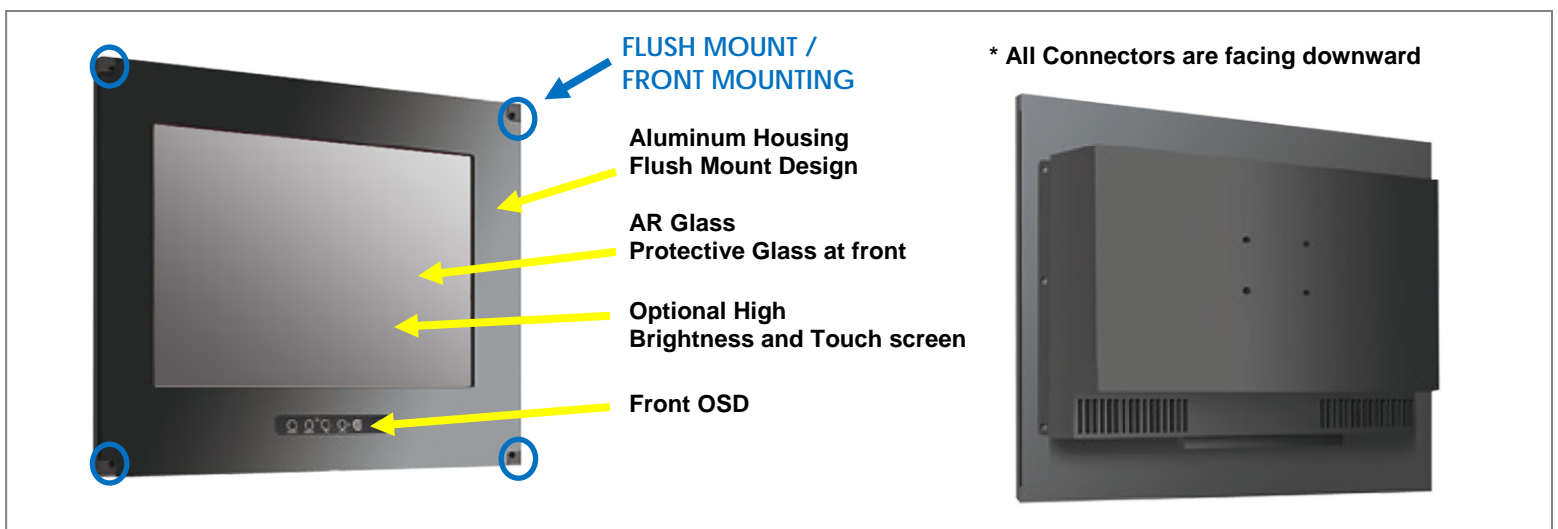 FLUSH MOUNT /
FRONT MOUNTING
* All Connectors are facing downward
Aluminum Housing
Flush Mount Design
AR Glass
Protective Glass at front
Optional High
Brightness and Touch screen
Front OSD